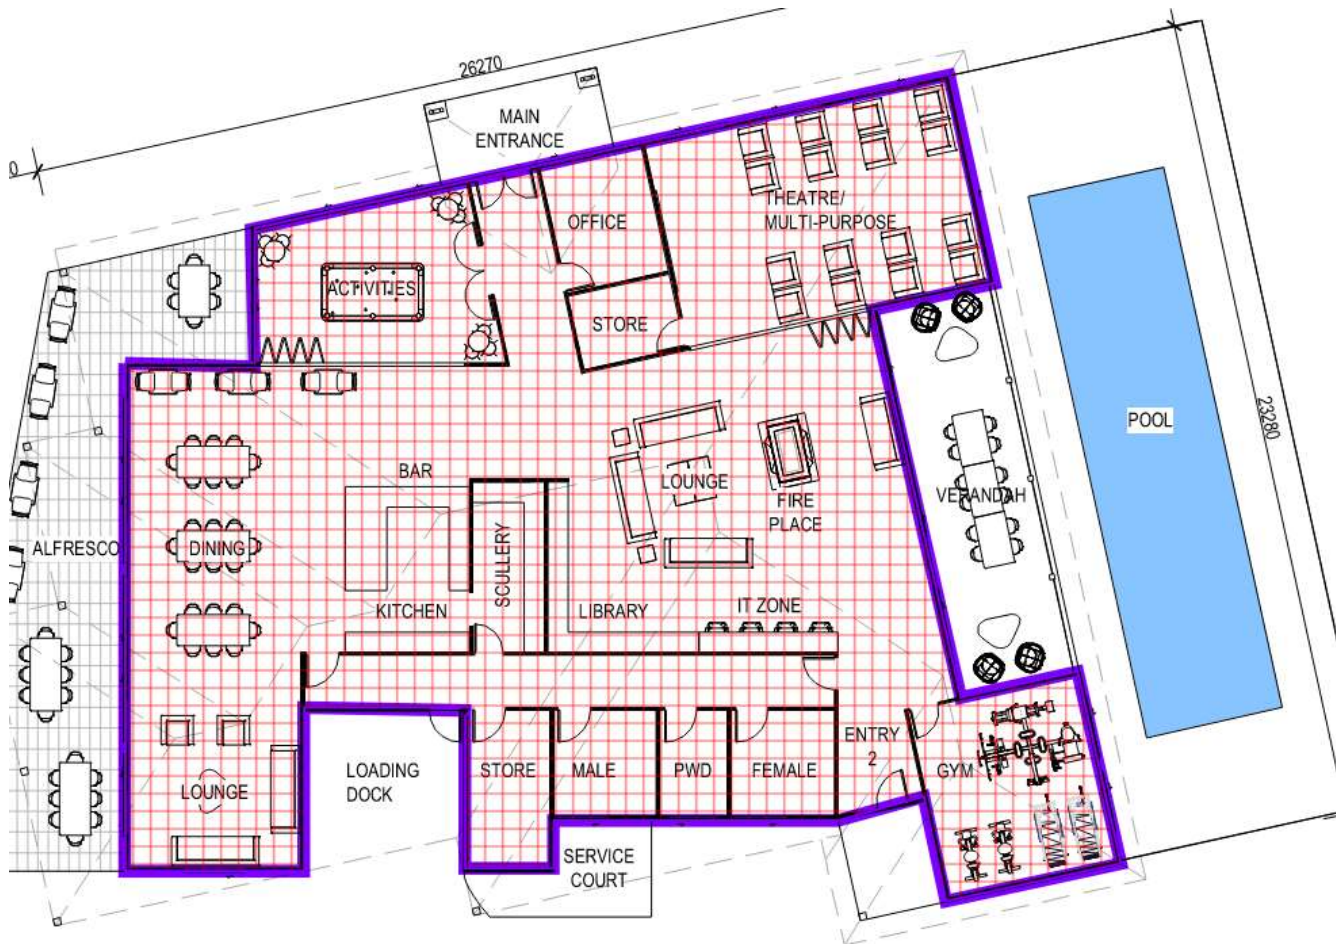 26270
0
MAIN
ENTRANCE
OFFICE
THEATRE/
MULTI-PURPOSE
ACTIVITIES
STORE
23280
POOL
BAR
LOUNGE
FIRE
PLACE
VERANDAH
ALFRESCO
DINING
SCULLERY
KITCHEN
LIBRARY
IT ZONE
ENTRY
2
LOADING
DOCK
STORE
MALE
PWD
FEMALE
GYM
LOUNGE
SERVICE
COURT